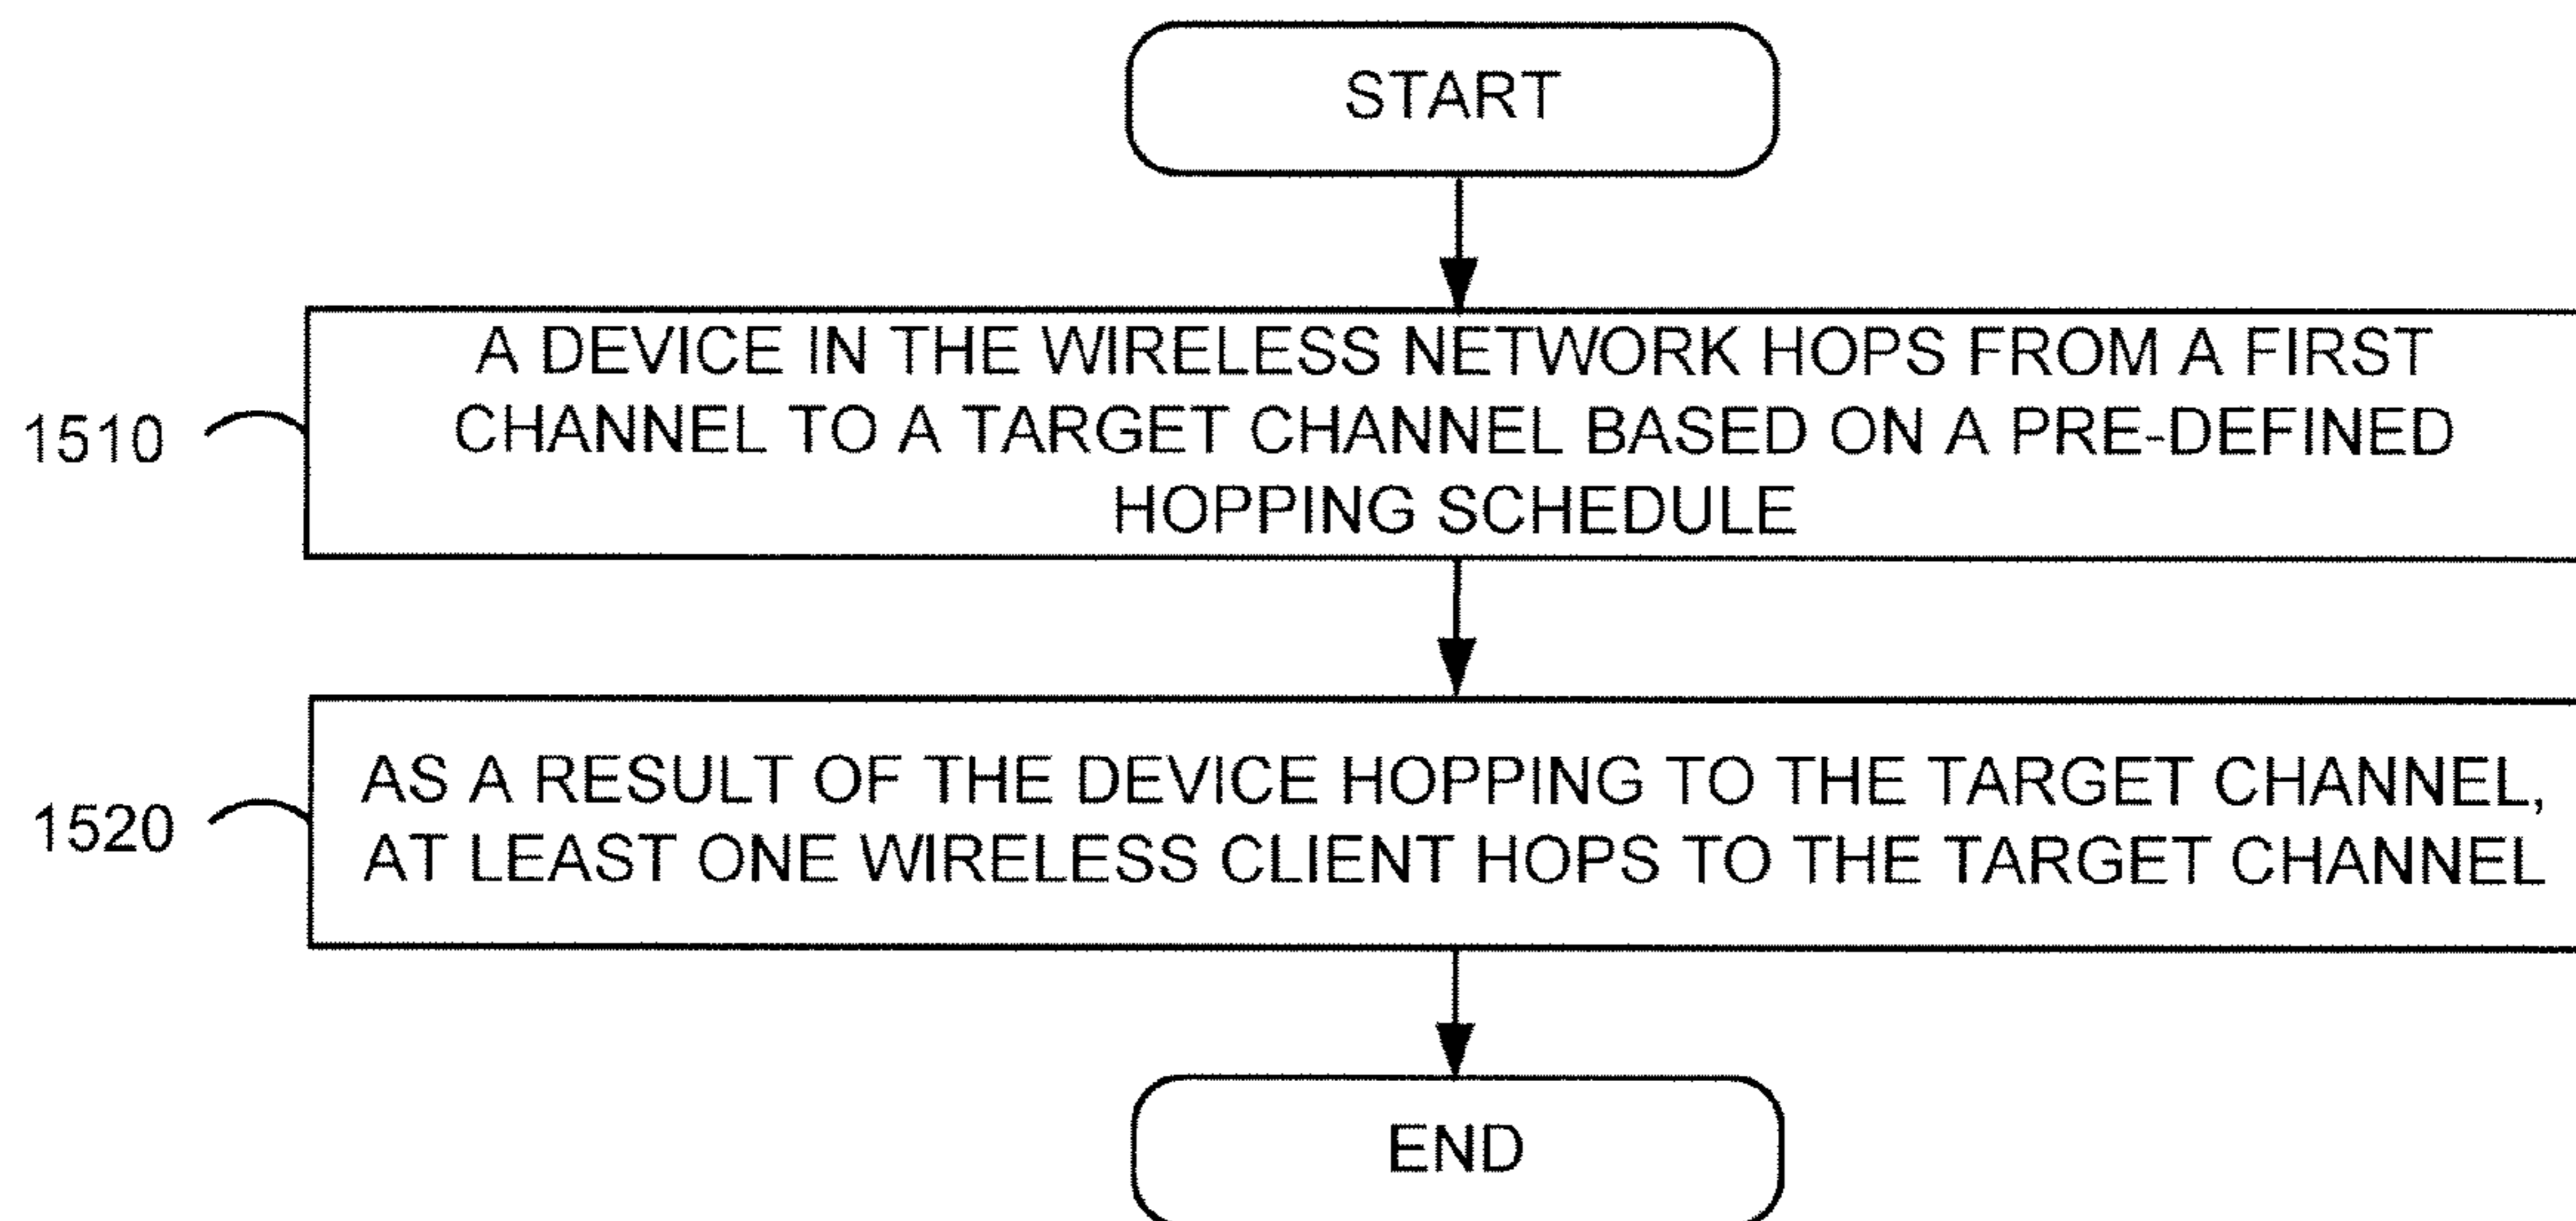 START
1510
A DEVICE IN THE WIRELESS NETWORK HOPS FROM A FIRST
CHANNEL TO A TARGET CHANNEL BASED ON A PRE-DEFINED
HOPPING SCHEDULE
1520
AS A RESULT OF THE DEVICE HOPPING TO THE TARGET CHANNEL,
AT LEAST ONE WIRELESS CLIENT HOPS TO THE TARGET CHANNEL
END